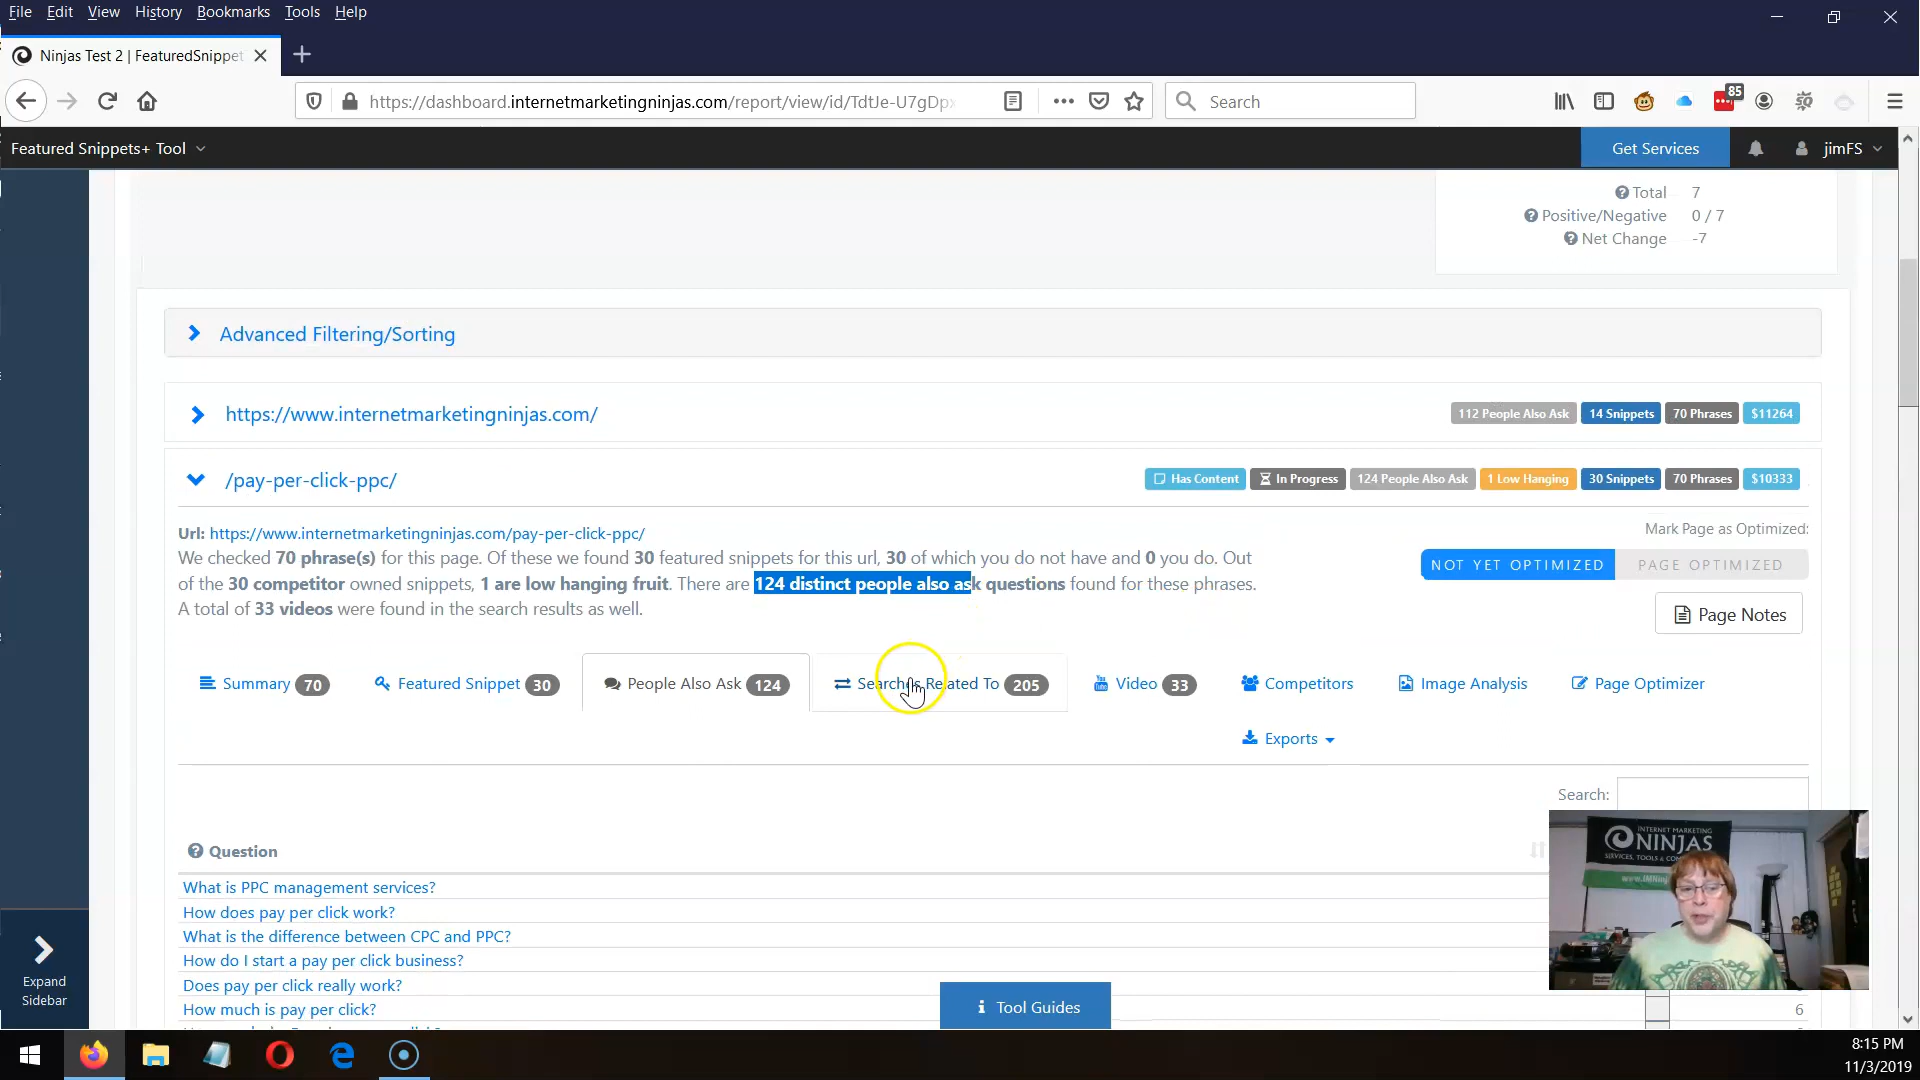 File Edit View History Bookmarks Tools Help
Ninjas Test 2 | FeaturedSnippet
https://dashboard.internetmarketingninjas.com/report/view/id/TdtJe-U7gDpx
Search
85
Featured Snippets+ Tool
Get Services
jimFS
Total 7
Positive/Negative 0 / 7
Net Change -7
Advanced Filtering/Sorting
https://www.internetmarketingninjas.com/
112 People Also Ask 14 Snippets 70 Phrases $11264
/pay-per-click-ppc/
Has Content In Progress 124 People Also Ask 1 Low Hanging 30 Snippets 70 Phrases $10333
Url: https://www.internetmarketingninjas.com/pay-per-click-ppc/
Mark Page as Optimized:
We checked 70 phrase(s) for this page. Of these we found 30 featured snippets for this url, 30 of which you do not have and 0 you do. Out
of the 30 competitor owned snippets, 1 are low hanging fruit. There are 124 distinct people also ask questions found for these phrases.
A total of 33 videos were found in the search results as well.
NOT YET OPTIMIZED PAGE OPTIMIZED
Page Notes
Summary 70
Featured Snippet 30
People Also Ask 124
Searches Related To 205
Video 33
Competitors
Image Analysis
Page Optimizer
Exports
Search:
Question
What is PPC management services?
How does pay per click work?
What is the difference between CPC and PPC?
How do I start a pay per click business?
Does pay per click really work?
How much is pay per click?
6
INTERNET MARKETING
NINJAS
Expand
Sidebar
Tool Guides
8:15 PM
11/3/2019